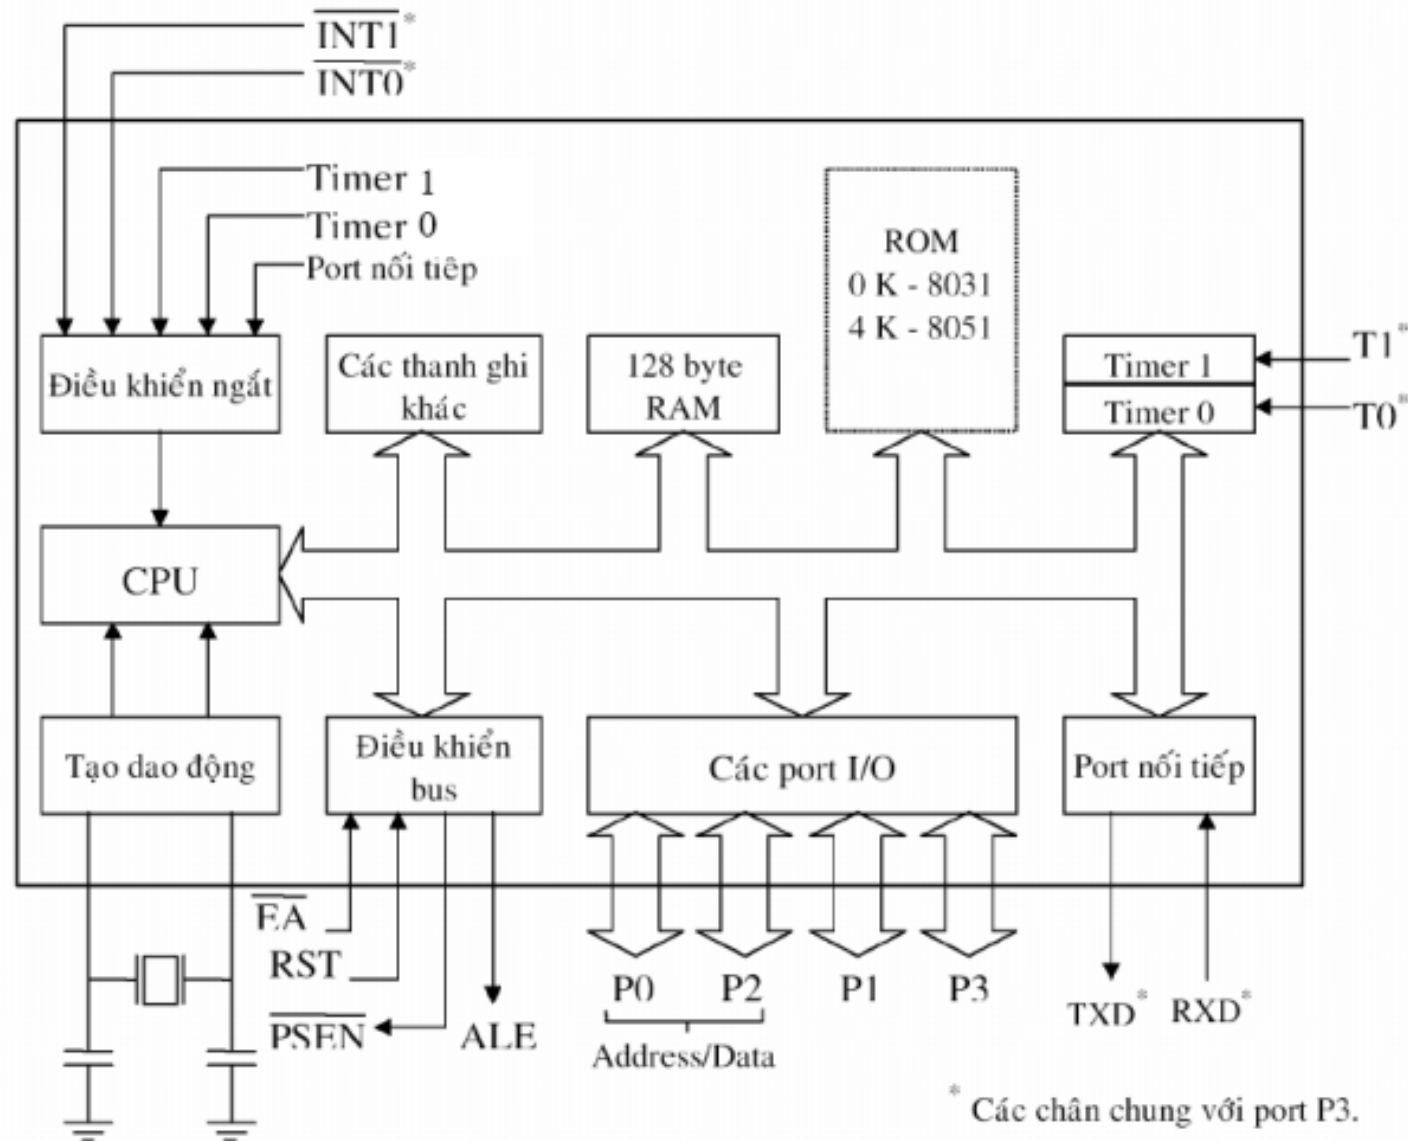 INT1*
INT0*
Timer 1
Timer 0
Port nối tiếp
ROM
0 K - 8031
4 K - 8051
Điều khiển ngắt
Các thanh ghi
khác
128 byte
RAM
Timer 1
Timer 0
T1*
T0*
CPU
Tạo dao động
Điều khiển
bus
Các port I/O
Port nối tiếp
EA
RST
PSEN
ALE
P0
P2
P1
P3
Address/Data
TXD*
RXD*
* Các chân chung với port P3.